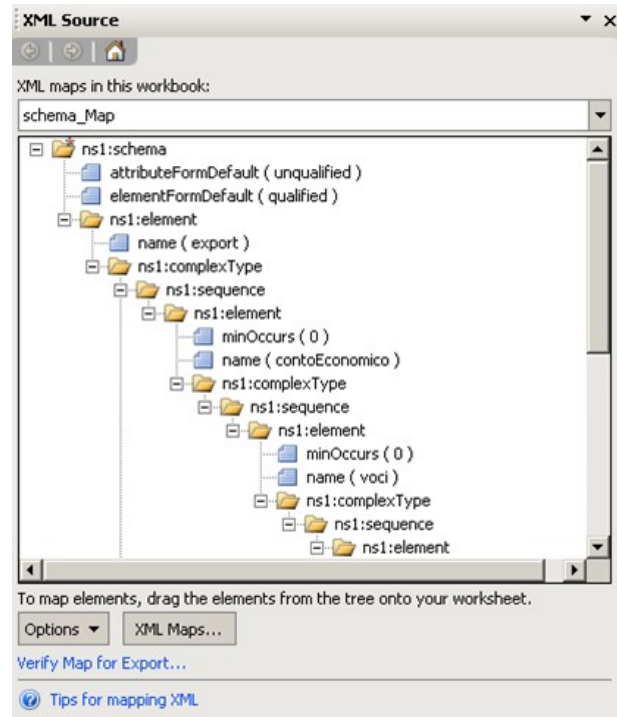 XML Source
XML maps in this workbook:
schema_Map
ns1:schema
attributeFormDefault ( unqualified )
elementFormDefault ( qualified )
ns1:element
name ( export )
ns1:complexType
ns1:sequence
ns1:element
minOccurs ( 0 )
name ( contoEconomico )
ns1:complexType
ns1:sequence
ns1:element
minOccurs ( 0 )
name ( voci )
ns1:complexType
ns1:sequence
ns1:element
To map elements, drag the elements from the tree onto your worksheet.
Options XML Maps...
Verify Map for Export...
Tips for mapping XML